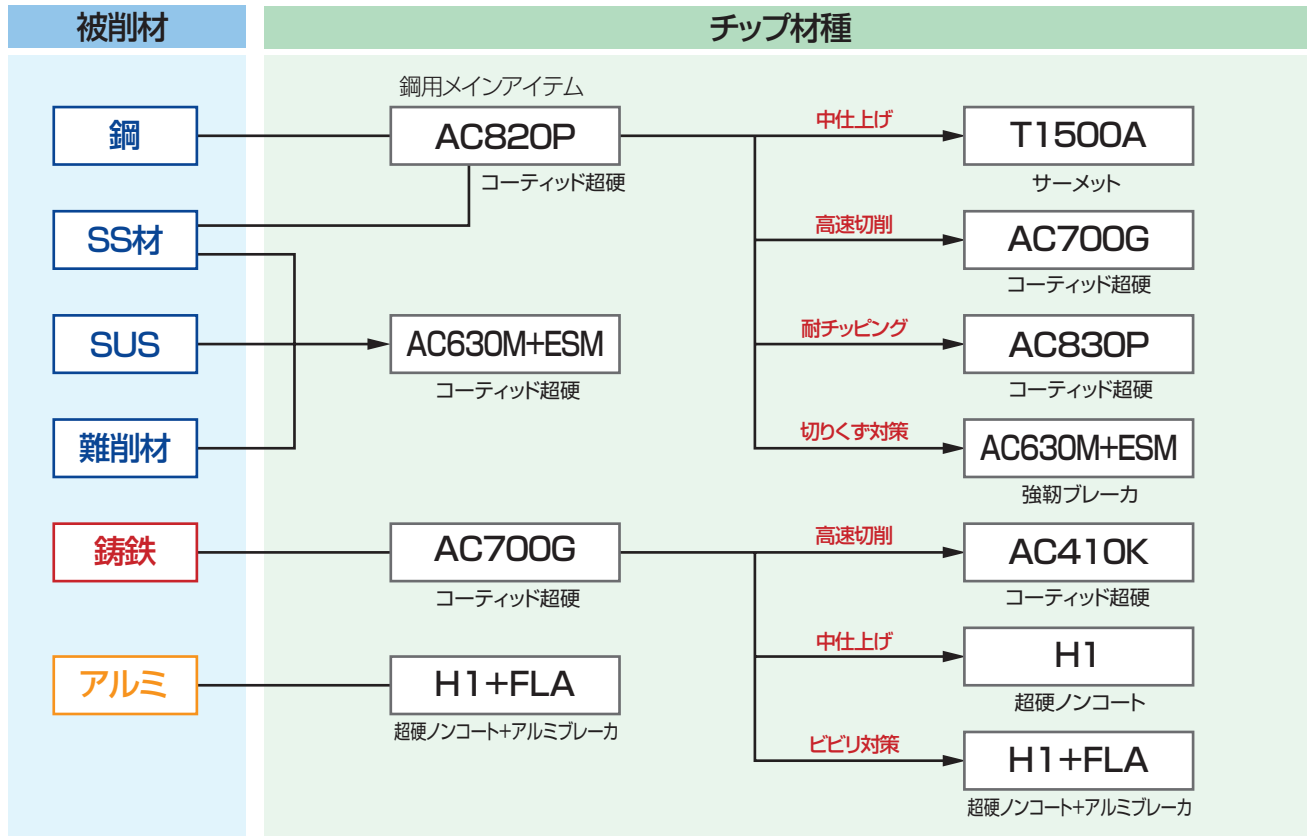 被削材
チップ材種
鋼用メインアイテム
鋼
AC820P
コーティッド超硬
中仕上げ
T1500A
サーメット
SS材
高速切削
AC700G
コーティッド超硬
SUS
AC630M+ESM
コーティッド超硬
耐チッピング
AC830P
コーティッド超硬
難削材
切りくず対策
AC630M+ESM
強靭ブレーカ
鋳鉄
AC700G
コーティッド超硬
高速切削
AC410K
コーティッド超硬
中仕上げ
H1
超硬ノンコート
アルミ
H1+FLA
超硬ノンコート+アルミブレーカ
ビビリ対策
H1+FLA
超硬ノンコート+アルミブレーカ